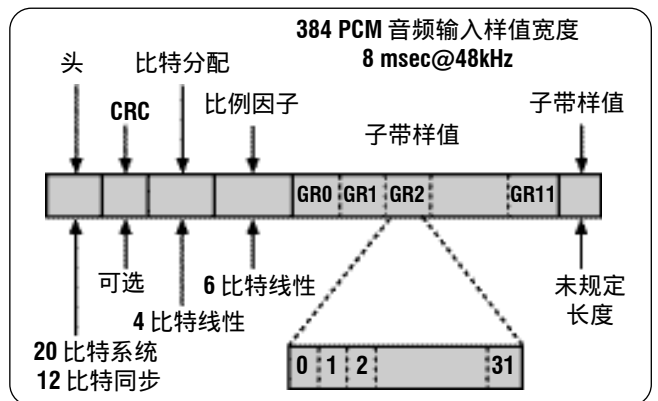 384 PCM 音频输入样值宽度
8 msec@48kHz
头
比特分配
CRC
比例因子
子带样值
子带样值
GR0 GR1 GR2 GR11
可选
6 比特线性
未规定
长度
4 比特线性
20 比特系统
12 比特同步
0 1 2 31